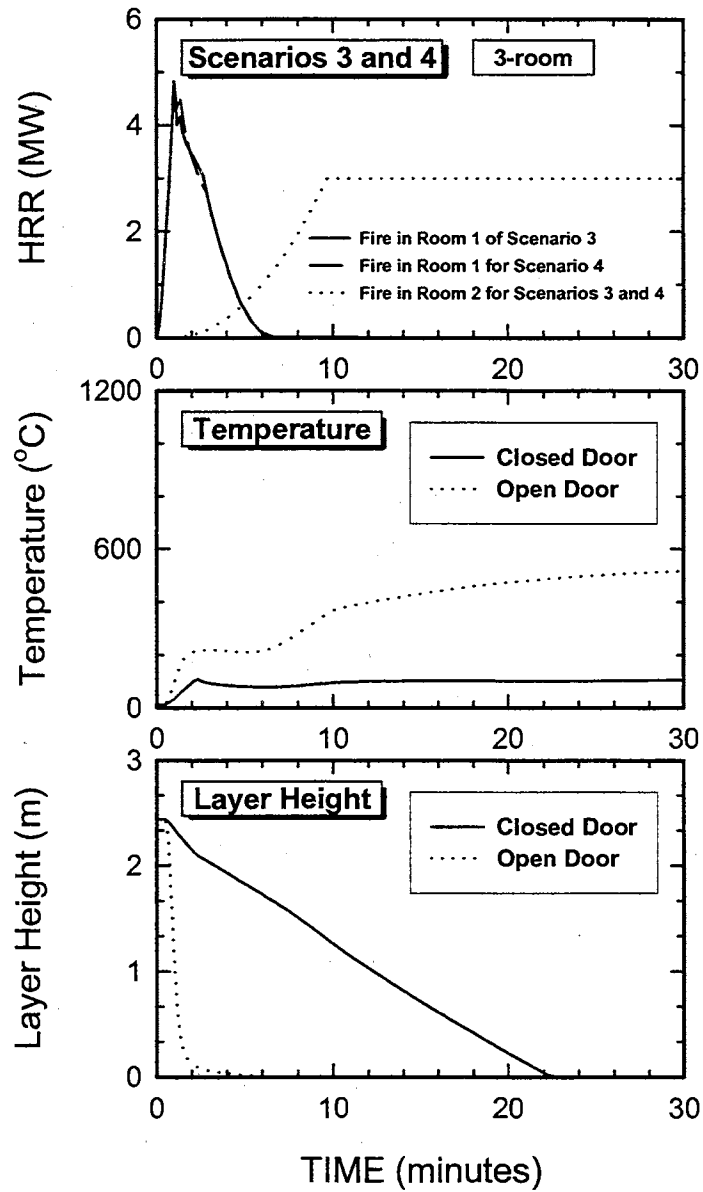 6
Scenarios 3 and 4
3-room
4
HRR (MW)
2
Fire in Room 1 of Scenario 3
Fire in Room 1 for Scenario 4
Fire in Room 2 for Scenarios 3 and 4
0
0 10 20 30
1200
Temperature
Closed Door
Open Door
Temperature (°C)
600
0
0 10 20 30
3
Layer Height
Closed Door
Open Door
2
Layer Height (m)
1
0
0 10 20 30
TIME (minutes)